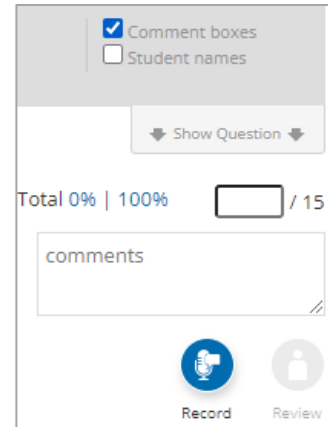 Comment boxes
Student names
Show Question
Total 0% | 100% / 15
comments
Record Review